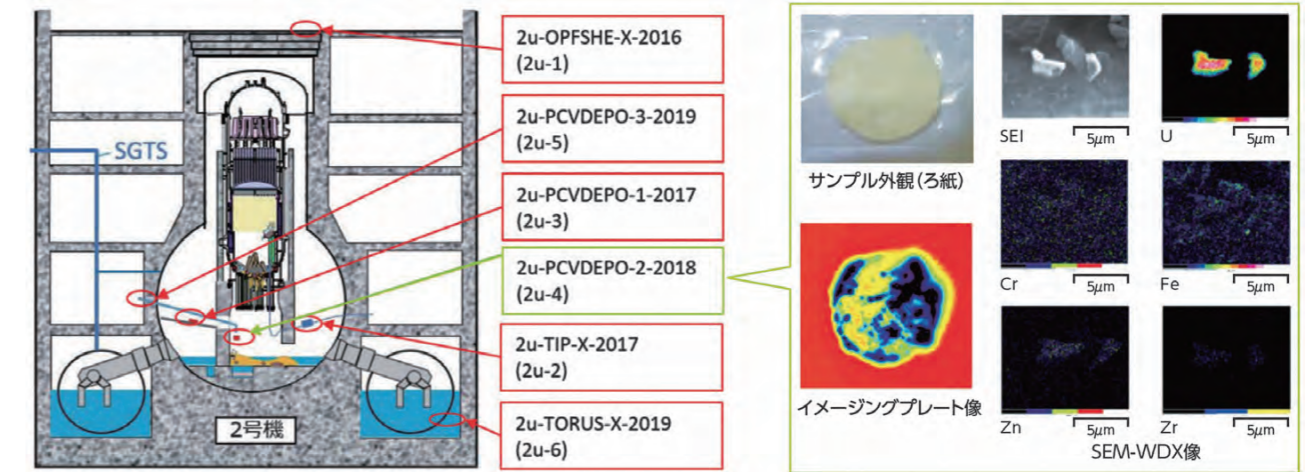 SGTS
2号機
2u-OPFSHE-X-2016
(2u-1)
2u-PCVDEPO-3-2019
(2u-5)
2u-PCVDEPO-1-2017
(2u-3)
2u-PCVDEPO-2-2018
(2u-4)
2u-TIP-X-2017
(2u-2)
2u-TORUS-X-2019
(2u-6)
サンプル外観(ろ紙)
イメージングプレート像
SEI 5μm
U 5μm
Cr 5μm
Fe 5μm
Zn 5μm
Zr 5μm
SEM-WDX像